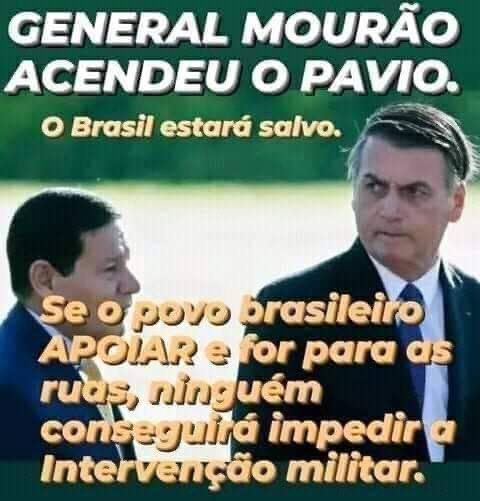 GENERAL MOURÃO
ACENDEU O PAVIO.
O Brasil estará salvo.
Se o povo brasileiro
APOIAR e for para as
ruas, ninguém
conseguirá impedir a
Intervenção militar.